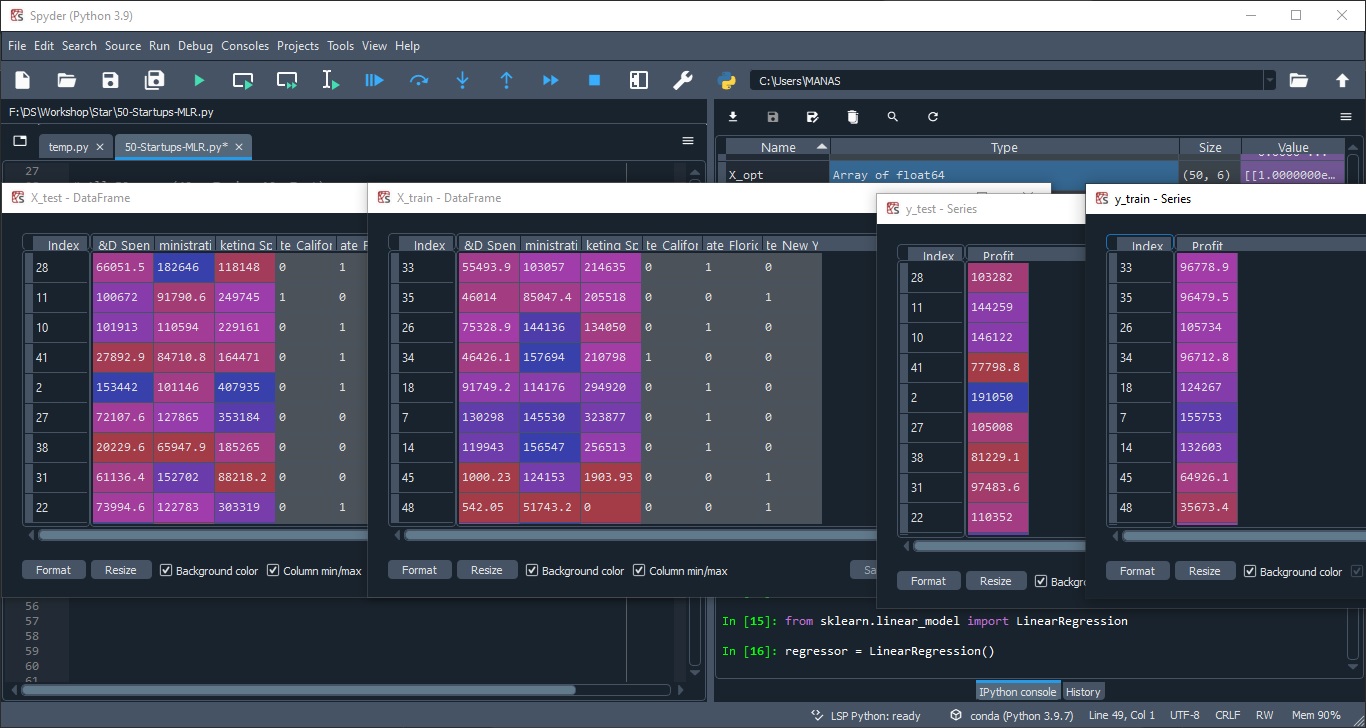 Spyder (Python 3.9)
File Edit Search Source Run Debug Consoles Projects Tools View Help
C:\Users\MANAS
F:\DS\Workshop\Star\50-Startups-MLR.py
temp.py 50-Startups-MLR.py*
Name Type Size Value
27
X_opt Array of float64 (50, 6) [[1.0000000e…
X_test - DataFrame
Index &D Spen ministrati keting Sp te Califor ate F
28 66051.5 182646 118148 0 1
11 100672 91790.6 249745 1 0
10 101913 110594 229161 0 1
41 27892.9 84710.8 164471 0 1
2 153442 101146 407935 0 1
27 72107.6 127865 353184 0 0
38 20229.6 65947.9 185265 0 0
31 61136.4 152702 88218.2 0 1
22 73994.6 122783 303319 0 1
Format Resize Background color Column min/max
X_train - DataFrame
Index &D Spen ministrati keting Sp te Califor ate Floric te New Y
33 55493.9 103057 214635 0 1 0
35 46014 85047.4 205518 0 0 1
26 75328.9 144136 134050 0 1 0
34 46426.1 157694 210798 1 0 0
18 91749.2 114176 294920 0 1 0
7 130298 145530 323877 0 1 0
14 119943 156547 256513 0 1 0
45 1000.23 124153 1903.93 0 0 1
48 542.05 51743.2 0 0 0 1
Format Resize Background color Column min/max Sa
y_test - Series
Index Profit
28 103282
11 144259
10 146122
41 77798.8
2 191050
27 105008
38 81229.1
31 97483.6
22 110352
Format Resize Backgro
y_train - Series
Index Profit
33 96778.9
35 96479.5
26 105734
34 96712.8
18 124267
7 155753
14 132603
45 64926.1
48 35673.4
Format Resize Background color
56
57
58
59
60
61
In [15]: from sklearn.linear_model import LinearRegression
In [16]: regressor = LinearRegression()
IPython console History
LSP Python: ready conda (Python 3.9.7) Line 49, Col 1 UTF-8 CRLF RW Mem 90%